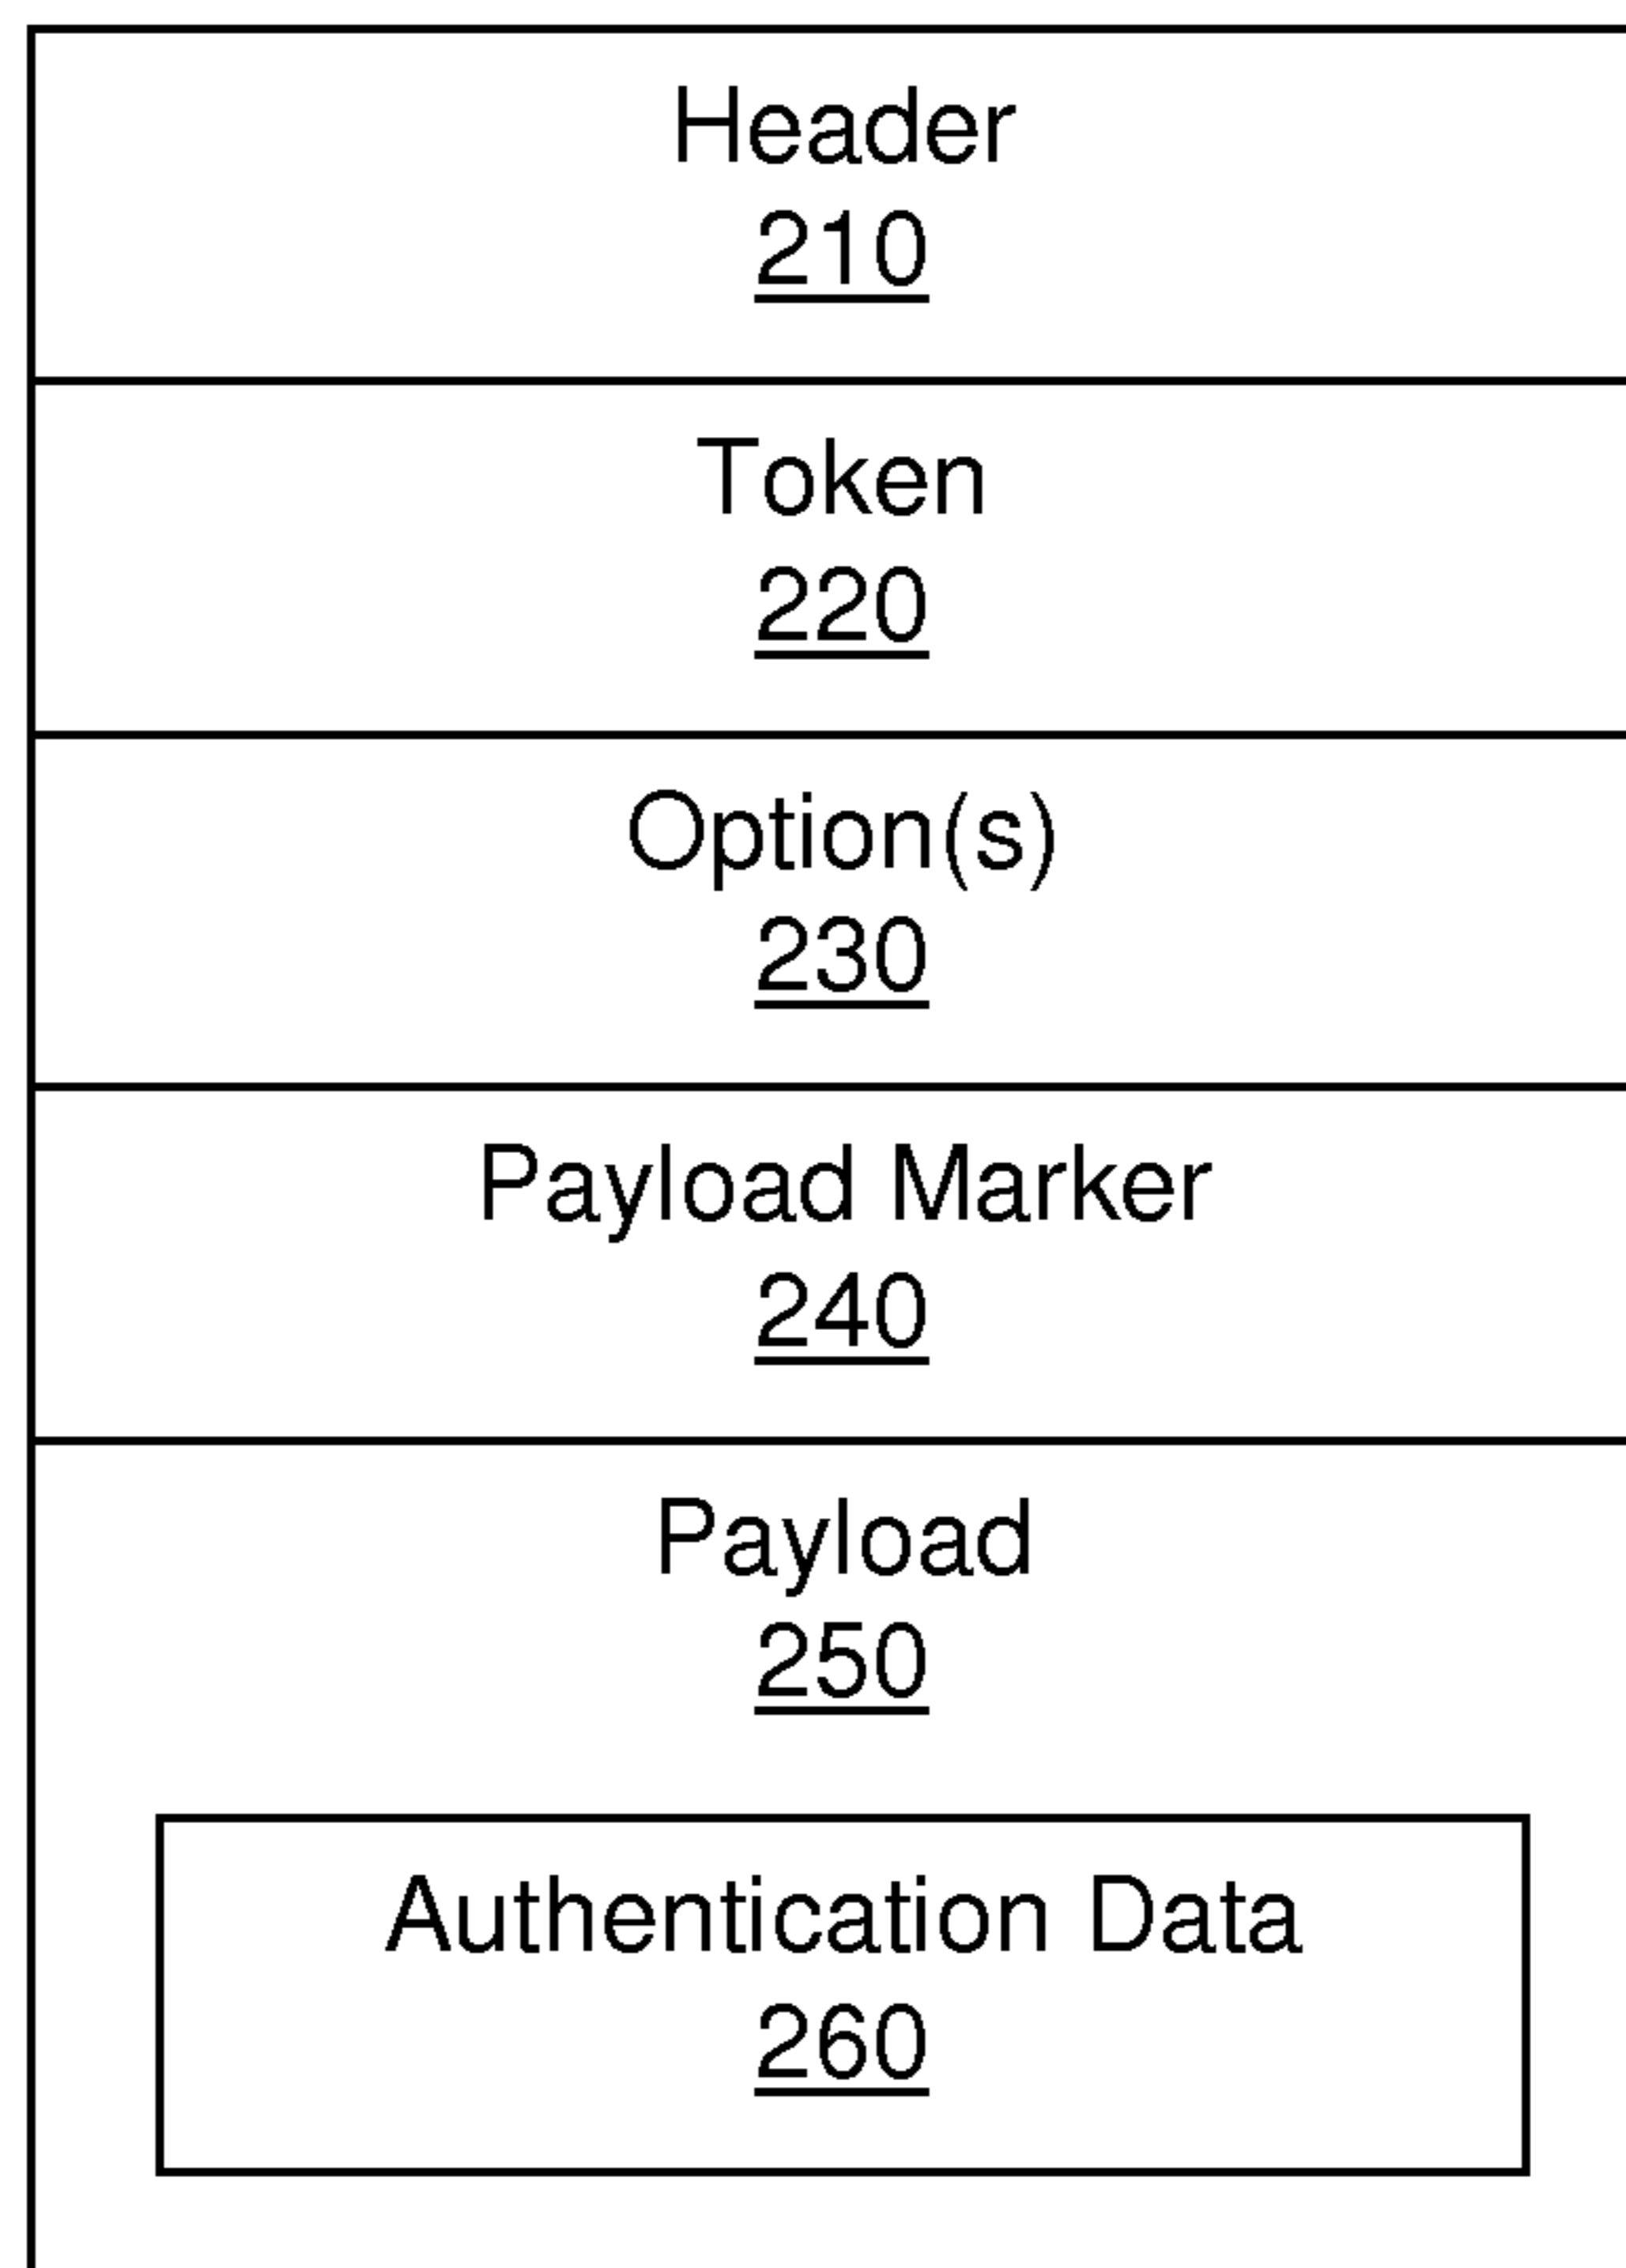 Header
210
Token
220
Option(s)
230
Payload Marker
240
Payload
250
Authentication Data
260